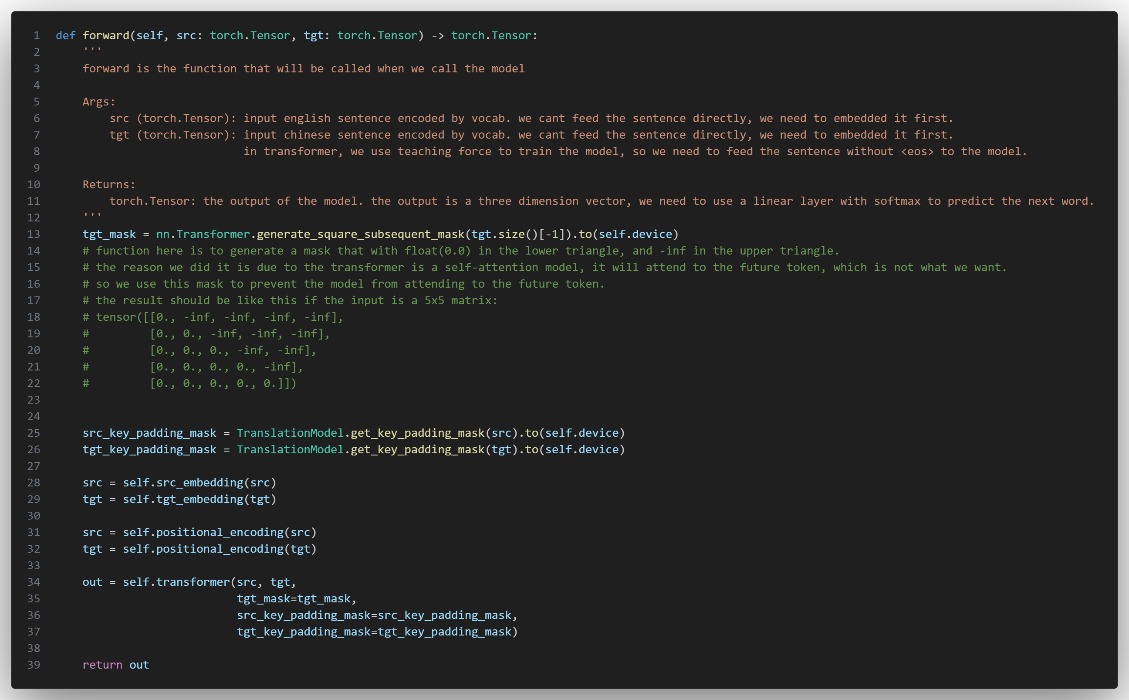 1 def forward(self, src: torch.Tensor, tgt: torch.Tensor) -> torch.Tensor:
2 '''
3 forward is the function that will be called when we call the model
4
5 Args:
6 src (torch.Tensor): input english sentence encoded by vocab. we cant feed the sentence directly, we need to embedded it first.
7 tgt (torch.Tensor): input chinese sentence encoded by vocab. we cant feed the sentence directly, we need to embedded it first.
8 in transformer, we use teaching force to train the model, so we need to feed the sentence without <eos> to the model.
9
10 Returns:
11 torch.Tensor: the output of the model. the output is a three dimension vector, we need to use a linear layer with softmax to predict the next word.
12 '''
13 tgt_mask = nn.Transformer.generate_square_subsequent_mask(tgt.size()[-1]).to(self.device)
14 # function here is to generate a mask that with float(0.0) in the lower triangle, and -inf in the upper triangle.
15 # the reason we did it is due to the transformer is a self-attention model, it will attend to the future token, which is not what we want.
16 # so we use this mask to prevent the model from attending to the future token.
17 # the result should be like this if the input is a 5x5 matrix:
18 # tensor([[0., -inf, -inf, -inf, -inf],
19 # [0., 0., -inf, -inf, -inf],
20 # [0., 0., 0., -inf, -inf],
21 # [0., 0., 0., 0., -inf],
22 # [0., 0., 0., 0., 0.]])
23
24
25 src_key_padding_mask = TranslationModel.get_key_padding_mask(src).to(self.device)
26 tgt_key_padding_mask = TranslationModel.get_key_padding_mask(tgt).to(self.device)
27
28 src = self.src_embedding(src)
29 tgt = self.tgt_embedding(tgt)
30
31 src = self.positional_encoding(src)
32 tgt = self.positional_encoding(tgt)
33
34 out = self.transformer(src, tgt,
35 tgt_mask=tgt_mask,
36 src_key_padding_mask=src_key_padding_mask,
37 tgt_key_padding_mask=tgt_key_padding_mask)
38
39 return out